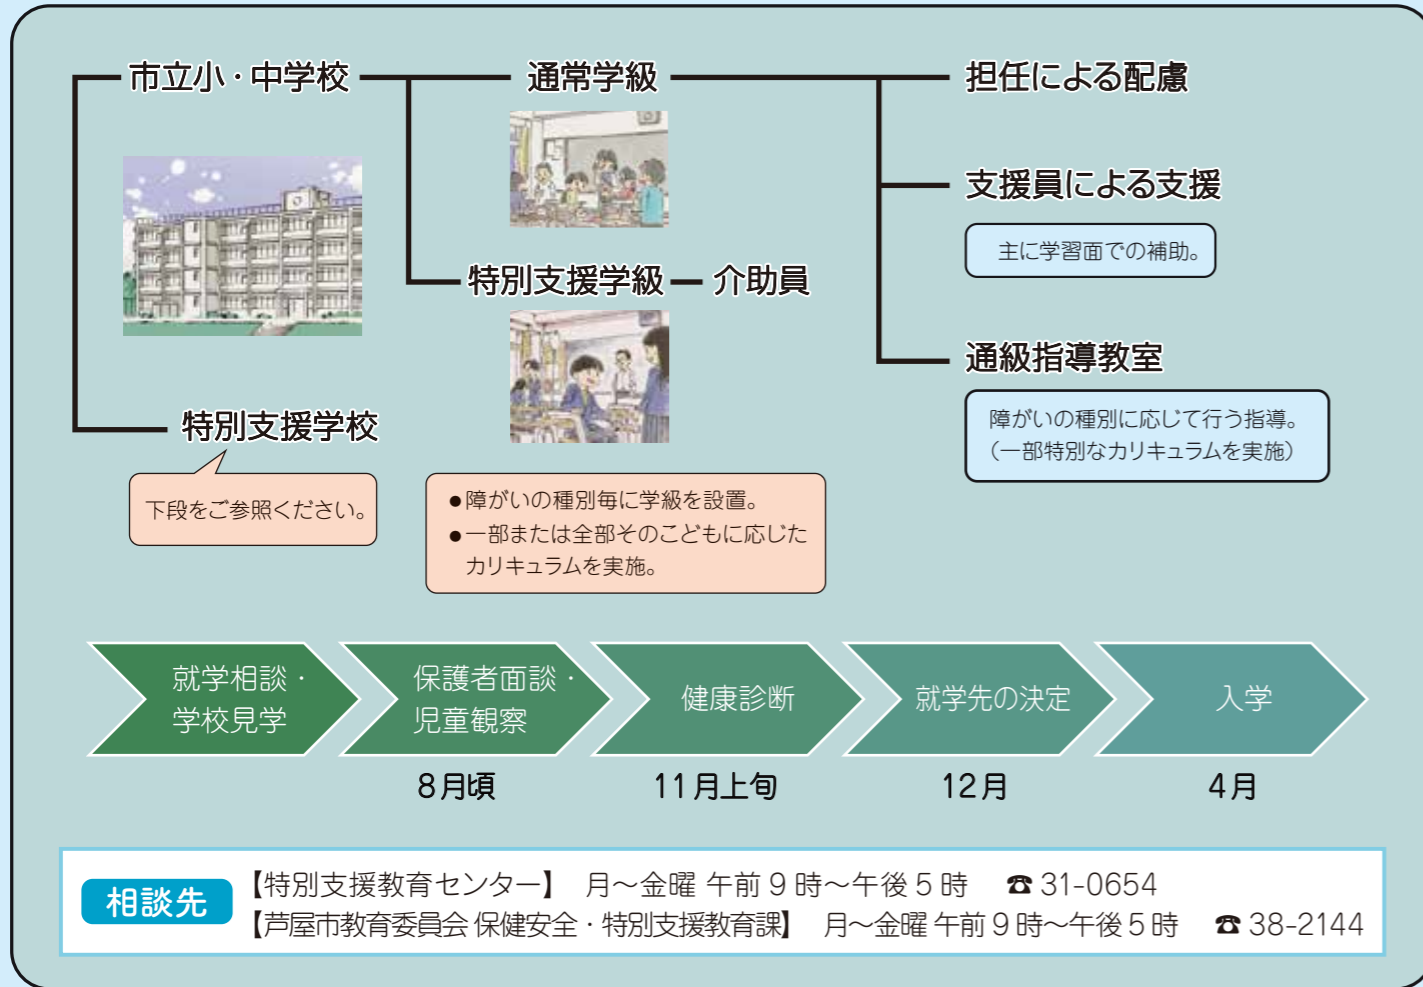 市立小・中学校
通常学級
担任による配慮
支援員による支援
主に学習面での補助。
特別支援学級
介助員
通級指導教室
障がいの種別に応じて行う指導。
（一部特別なカリキュラムを実施）
特別支援学校
下段をご参照ください。
●障がいの種別毎に学級を設置。
●一部または全部そのこどもに応じた
カリキュラムを実施。
就学相談・
学校見学
保護者面談・
児童観察
健康診断
就学先の決定
入学
8月頃
11月上旬
12月
4月
相談先
【特別支援教育センター】 月～金曜 午前9時～午後5時 ☎31-0654
【芦屋市教育委員会 保健安全・特別支援教育課】 月～金曜 午前9時～午後5時 ☎38-2144